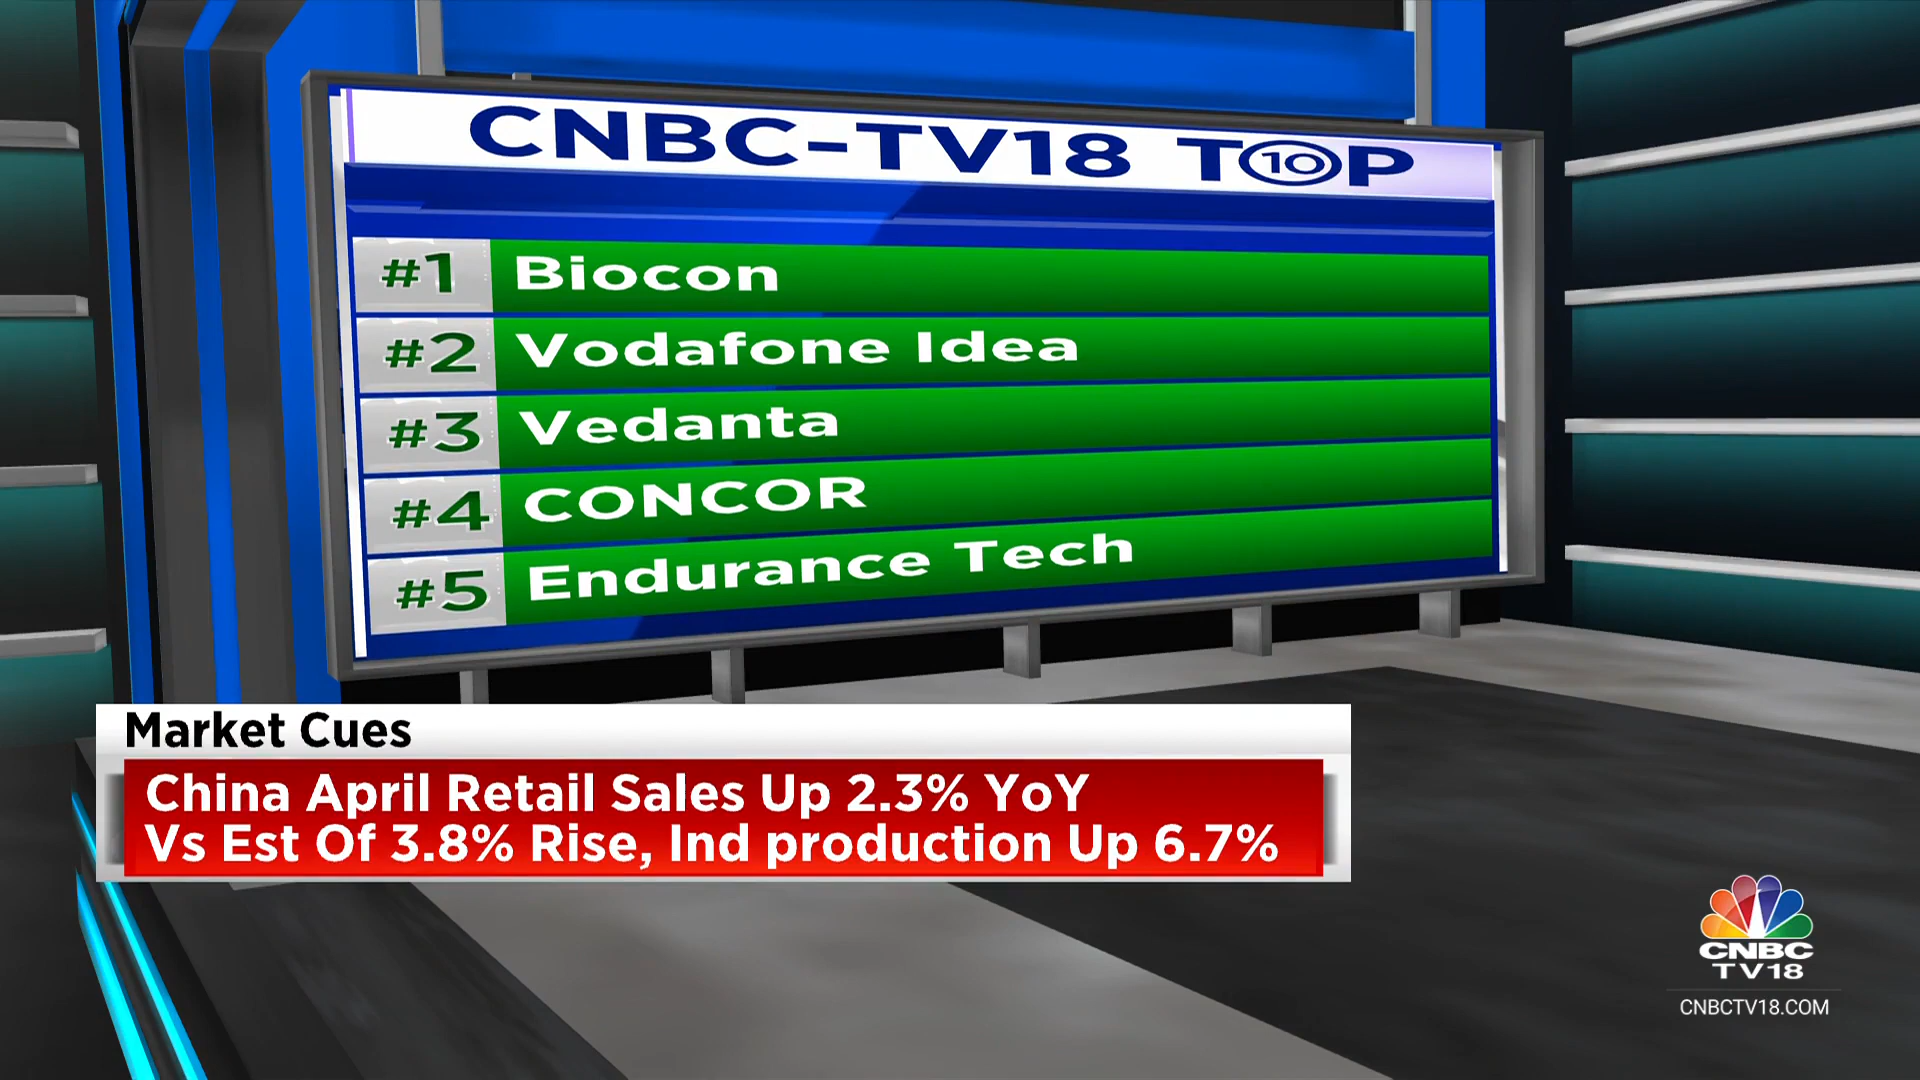 CNBC-TV18 TOP
10
#1 Biocon
#2 Vodafone Idea
#3 Vedanta
#4 CONCOR
#5 Endurance Tech
Market Cues
China April Retail Sales Up 2.3% YoY
Vs Est Of 3.8% Rise, Ind production Up 6.7%
CNBC
TV18
CNBCTV18.COM